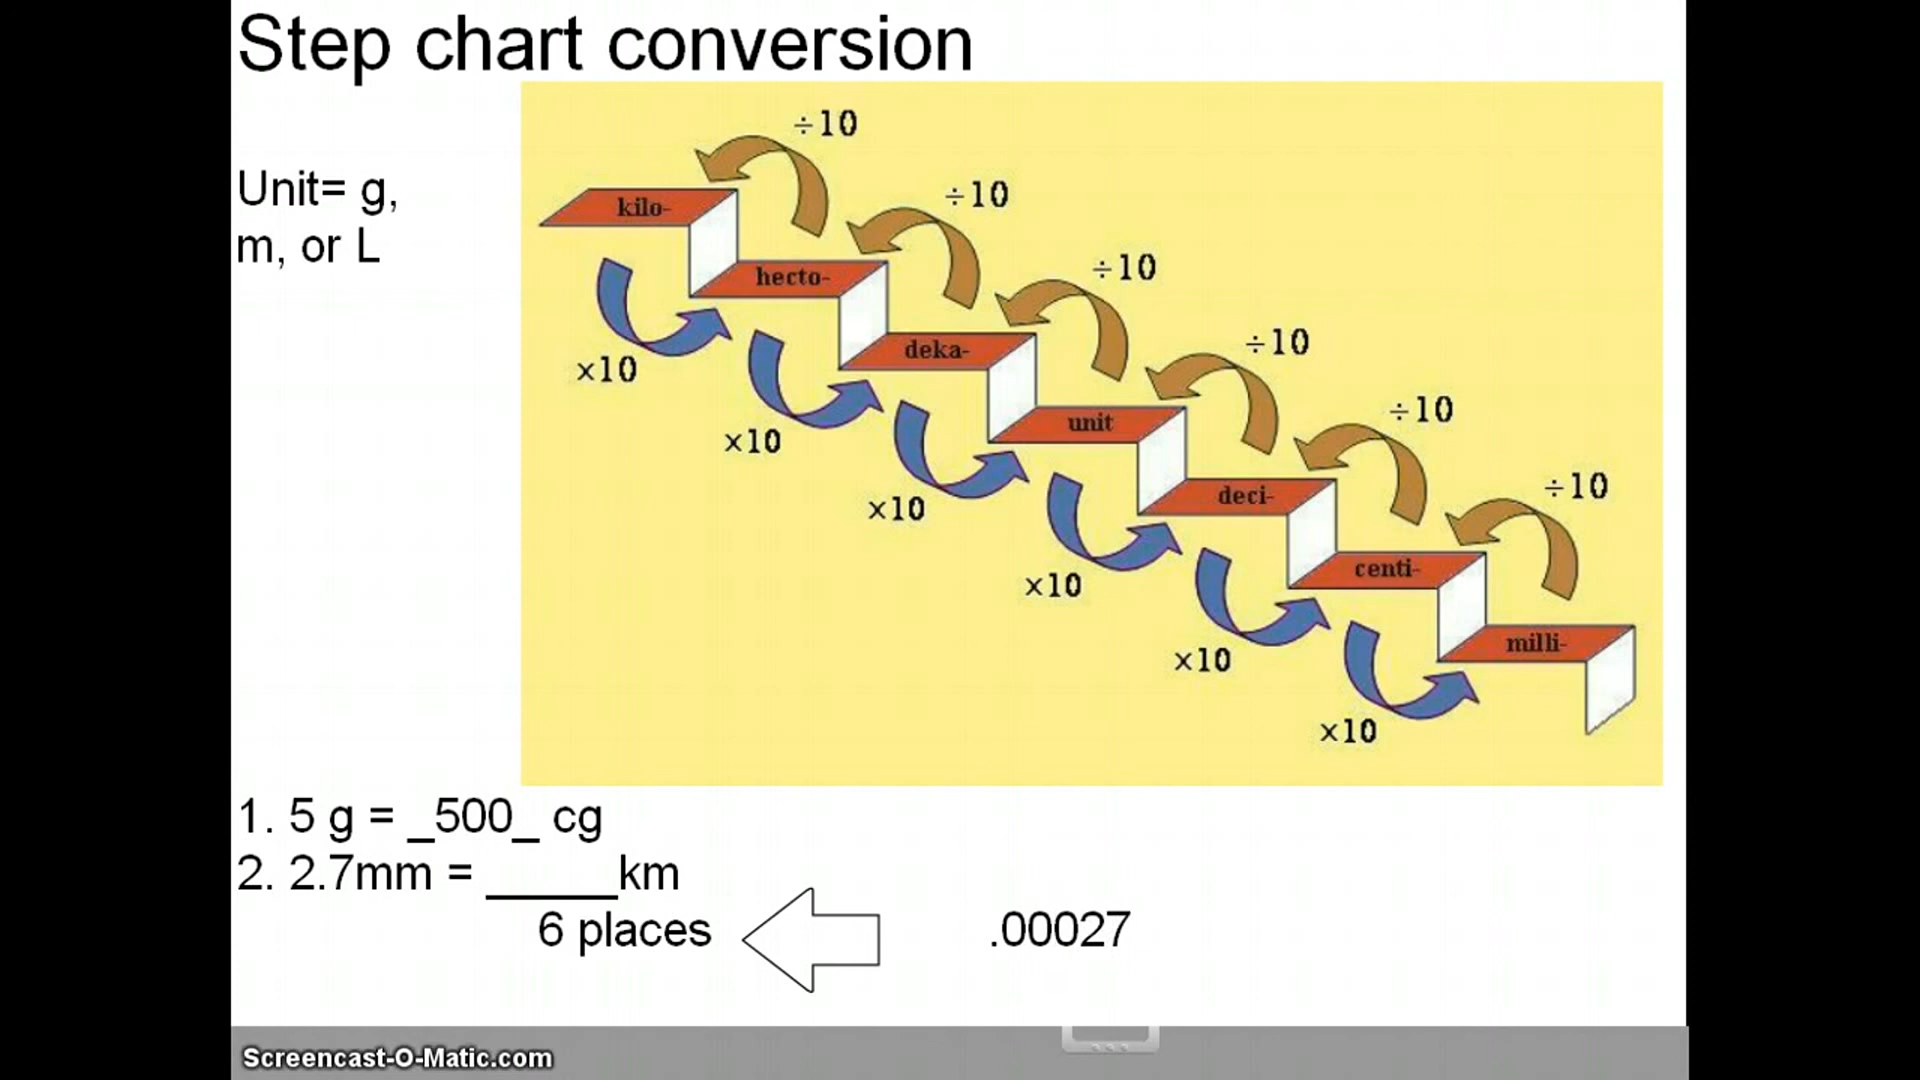 Step chart conversion
Unit= g,
m, or L
÷10
÷10
÷10
÷10
÷10
÷10
kilo-
hecto-
deka-
unit
deci-
centi-
milli-
×10
×10
×10
×10
×10
×10
1. 5 g = _500_ cg
2. 2.7mm = _____km
6 places
.00027
Screencast-O-Matic.com